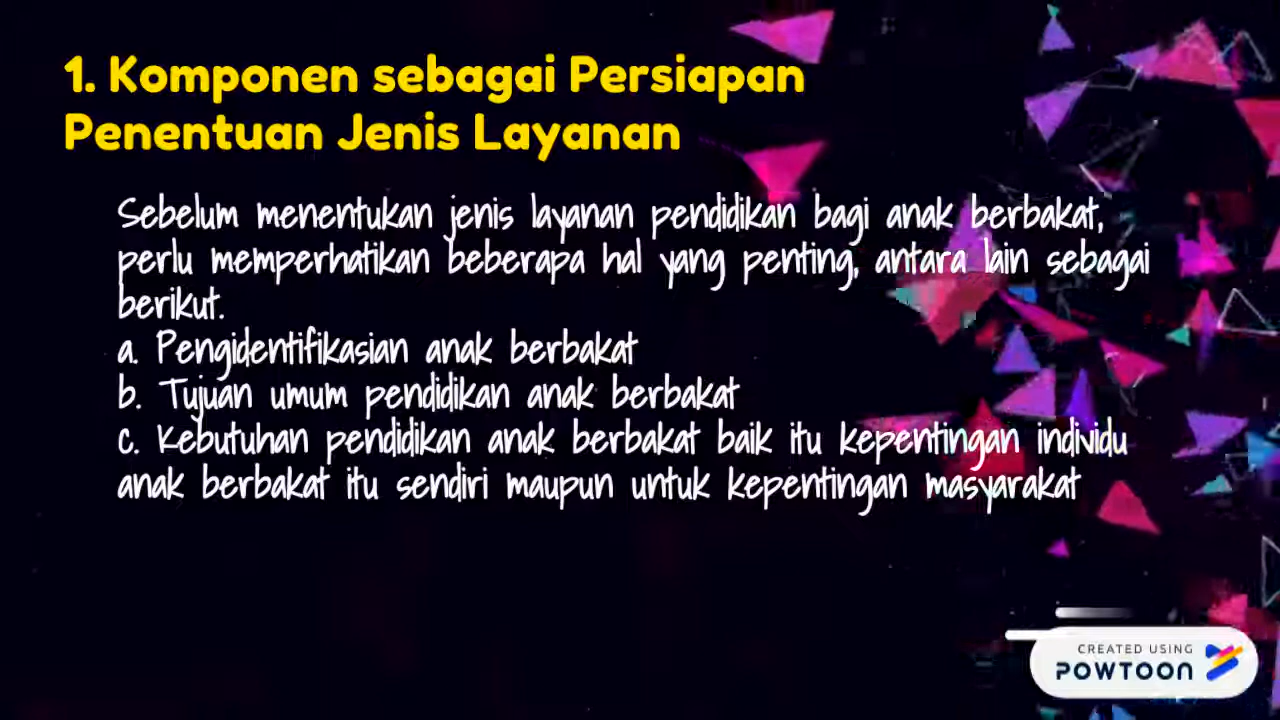 1. Komponen sebagai Persiapan
Penentuan Jenis Layanan
Sebelum menentukan jenis layanan pendidikan bagi anak berbakat,
perlu memperhatikan beberapa hal yang penting, antara lain sebagai
berikut.
a. Pengidentifikasian anak berbakat
b. Tujuan umum pendidikan anak berbakat
c. Kebutuhan pendidikan anak berbakat baik itu kepentingan individu
anak berbakat itu sendiri maupun untuk kepentingan masyarakat
CREATED USING
POWTOON